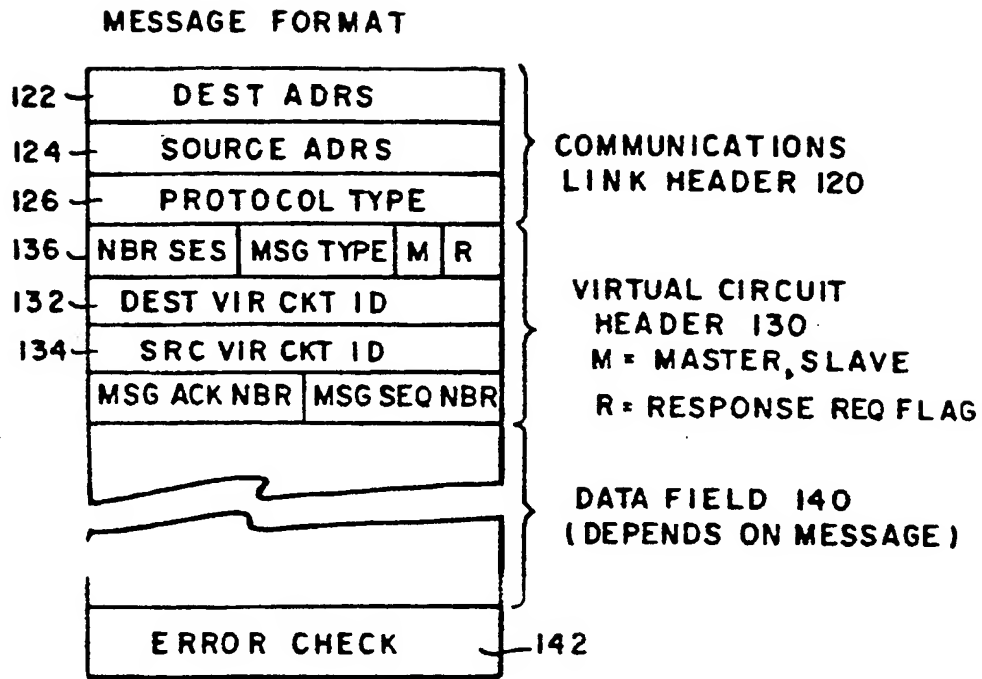 MESSAGE FORMAT
122 DEST ADRS
124 SOURCE ADRS
126 PROTOCOL TYPE
COMMUNICATIONS
LINK HEADER 120
136 NBR SES MSG TYPE M R
132 DEST VIR CKT ID
134 SRC VIR CKT ID
MSG ACK NBR MSG SEQ NBR
VIRTUAL CIRCUIT
HEADER 130
M = MASTER, SLAVE
R = RESPONSE REQ FLAG
DATA FIELD 140
(DEPENDS ON MESSAGE)
ERROR CHECK 142